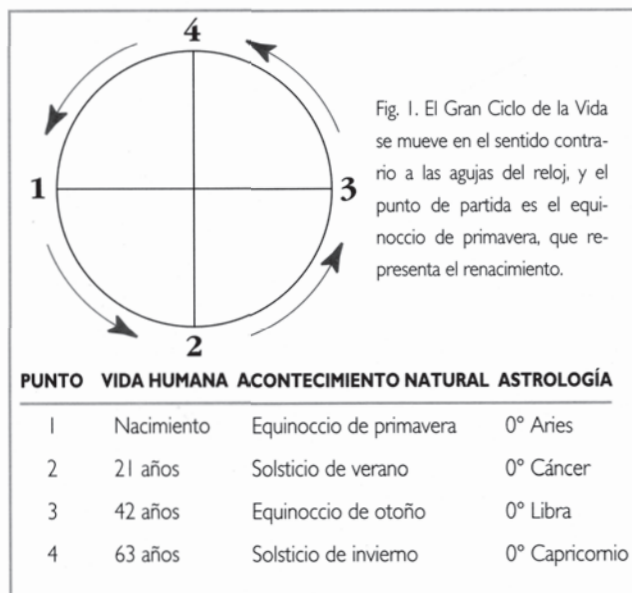 4
1
3
2
Fig. 1. El Gran Ciclo de la Vida
se mueve en el sentido contra-
rio a las agujas del reloj, y el
punto de partida es el equi-
noccio de primavera, que re-
presenta el renacimiento.
PUNTO VIDA HUMANA ACONTECIMIENTO NATURAL ASTROLOGÍA
1 Nacimiento Equinoccio de primavera 0° Aries
2 21 años Solsticio de verano 0° Cáncer
3 42 años Equinoccio de otoño 0° Libra
4 63 años Solsticio de invierno 0° Capricornio